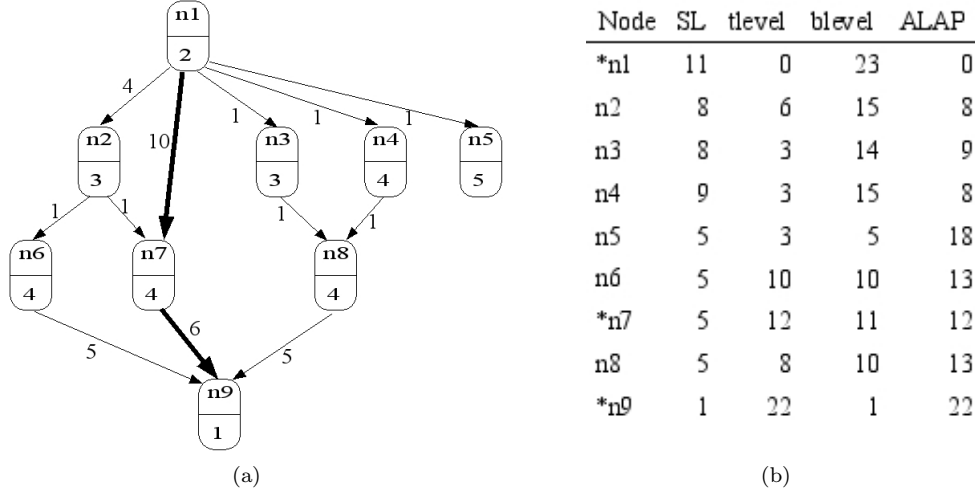 n1
2
4
10
1
1
1
n2
3
n3
3
n4
4
n5
5
1
1
1
1
n6
4
n7
4
n8
4
5
6
5
n9
1
(a)
Node SL tlevel blevel ALAP
*n1 11 0 23 0
n2 8 6 15 8
n3 8 3 14 9
n4 9 3 15 8
n5 5 3 5 18
n6 5 10 10 13
*n7 5 12 11 12
n8 5 8 10 13
*n9 1 22 1 22
(b)